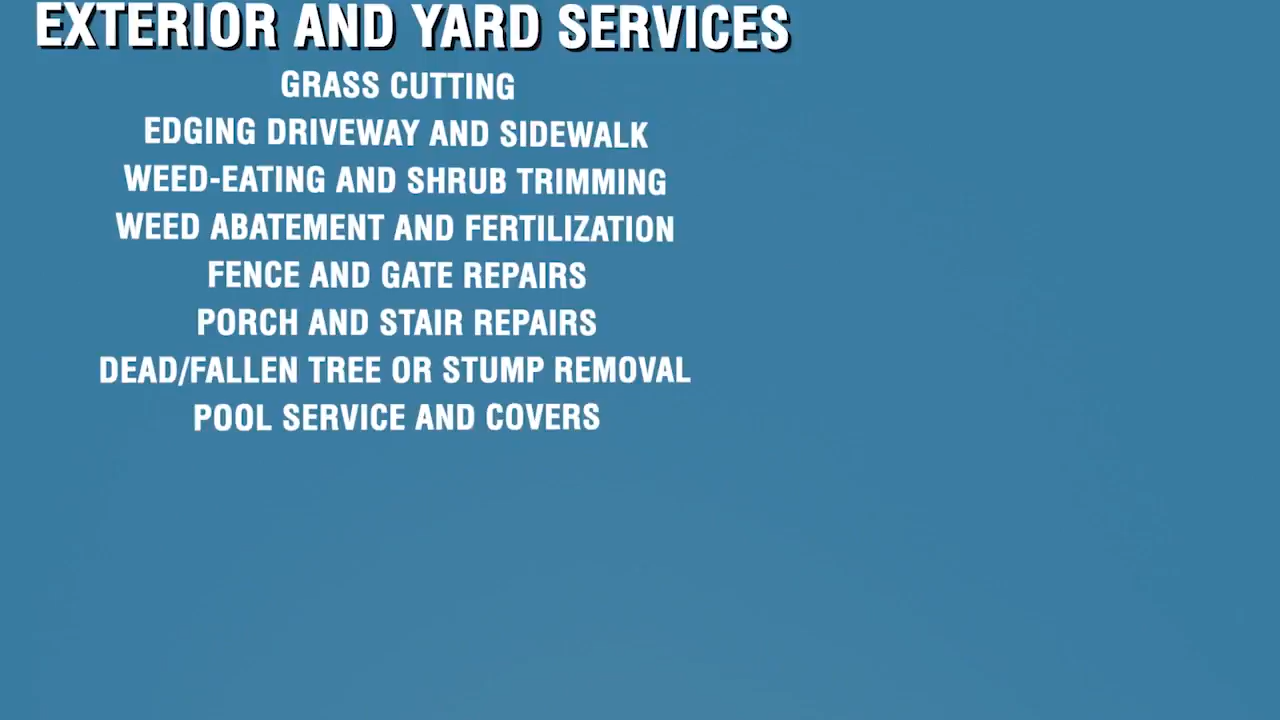 EXTERIOR AND YARD SERVICES
GRASS CUTTING
EDGING DRIVEWAY AND SIDEWALK
WEED-EATING AND SHRUB TRIMMING
WEED ABATEMENT AND FERTILIZATION
FENCE AND GATE REPAIRS
PORCH AND STAIR REPAIRS
DEAD/FALLEN TREE OR STUMP REMOVAL
POOL SERVICE AND COVERS